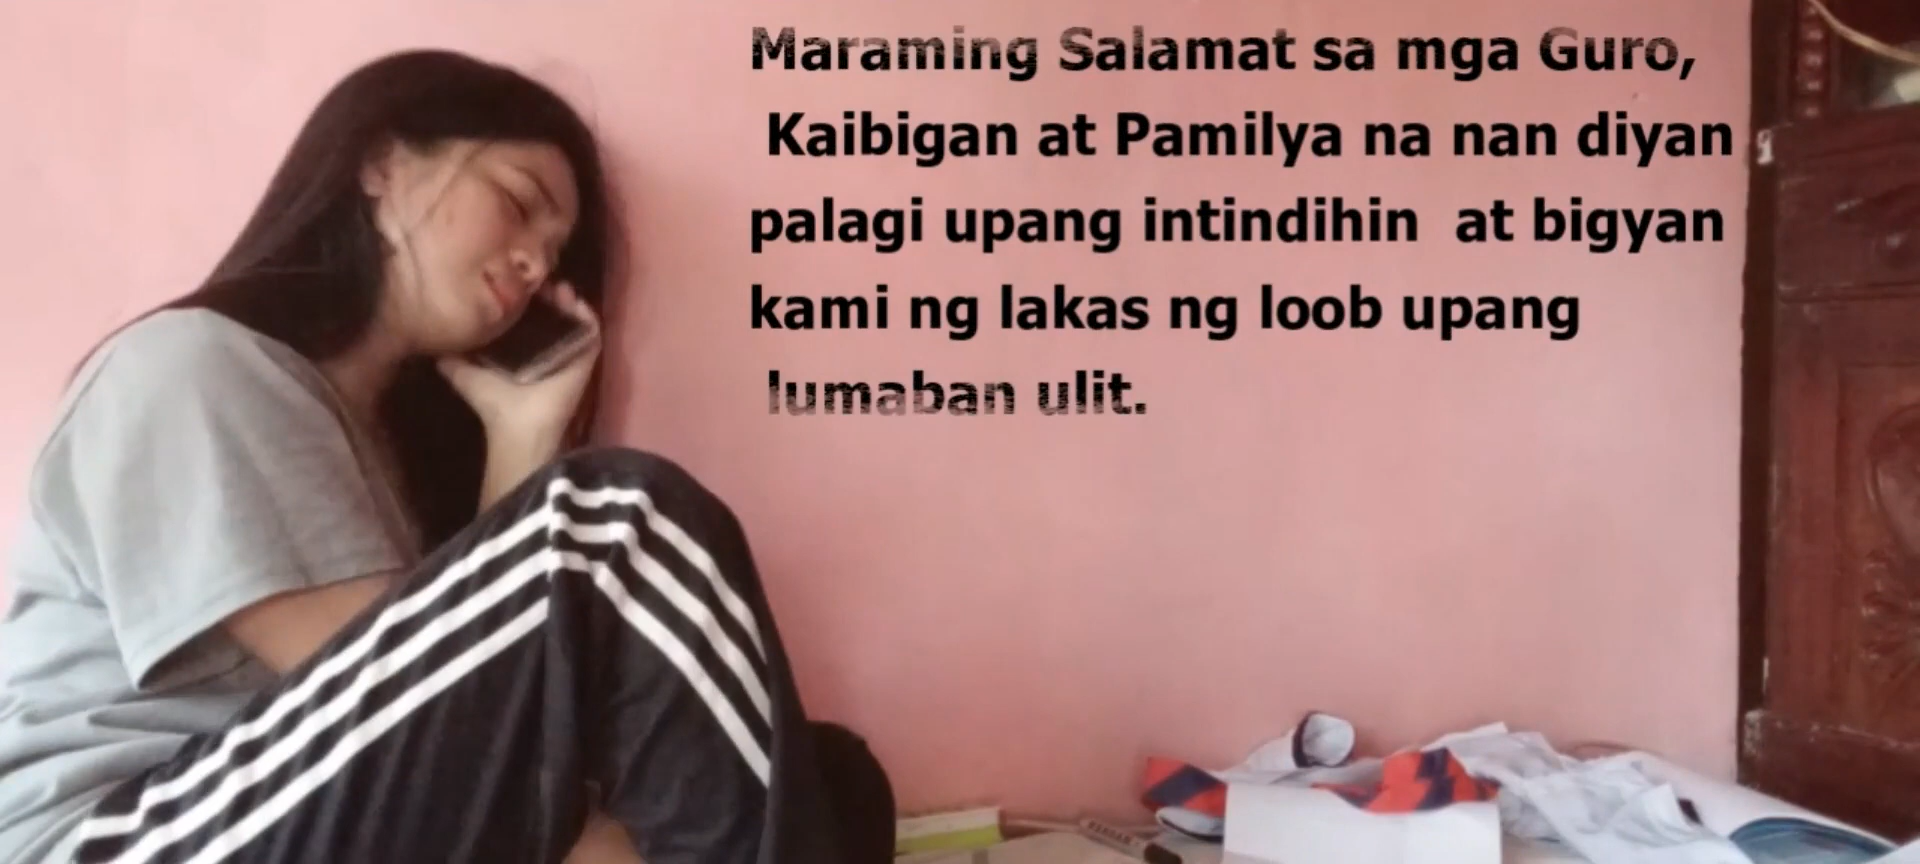 Maraming Salamat sa mga Guro,
Kaibigan at Pamilya na nan diyan
palagi upang intindihin at bigyan
kami ng lakas ng loob upang
lumaban ulit.